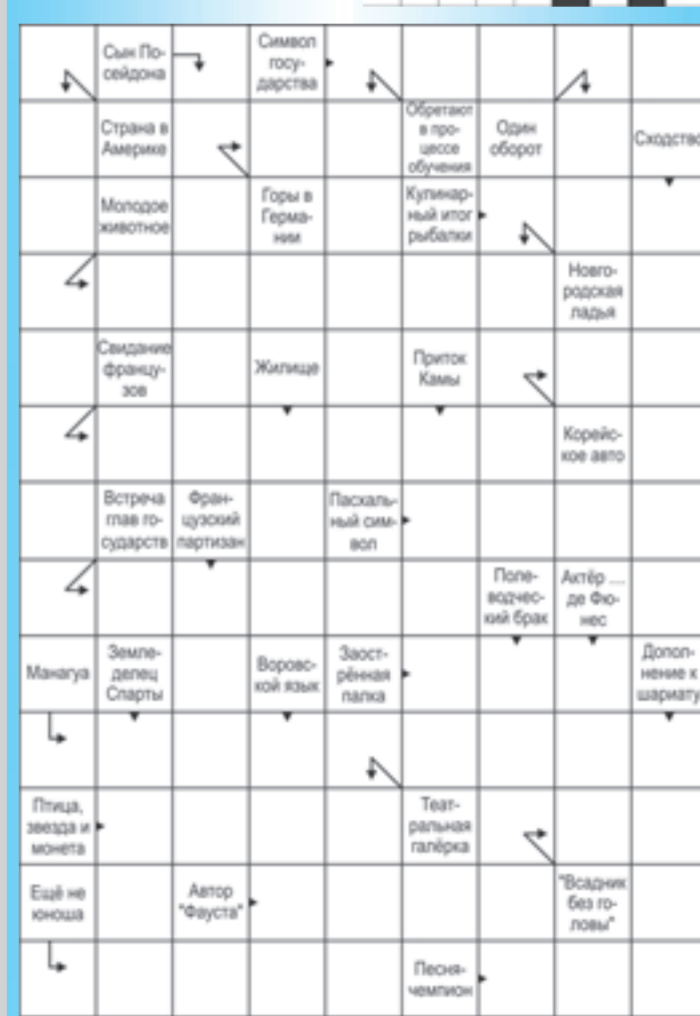 Сын По-
сейдона
Символ
госу-
дарства
Страна в
Америке
Обретают
в про-
цессе
обучения
Один
оборот
Сходство
Молодое
животное
Горы в
Герма-
нии
Кулинар-
ный итог
рыбалки
Новго-
родская
ладья
Свидание
францу-
зов
Жилище
Приток
Камы
Корейс-
кое авто
Встреча
глав го-
сударств
Фран-
цузский
партизан
Пасхаль-
ный сим-
вол
Поле-
водчес-
кий брак
Актёр ...
де Фю-
нес
Манагуа
Земле-
делец
Спарты
Воровс-
кой язык
Заост-
рённая
палка
Допол-
нение к
шариату
Птица,
звезда и
монета
Теат-
ральная
галёрка
Ещё не
юноша
Автор
"Фауста"
"Всадник
без го-
ловы"
Песня-
чемпион